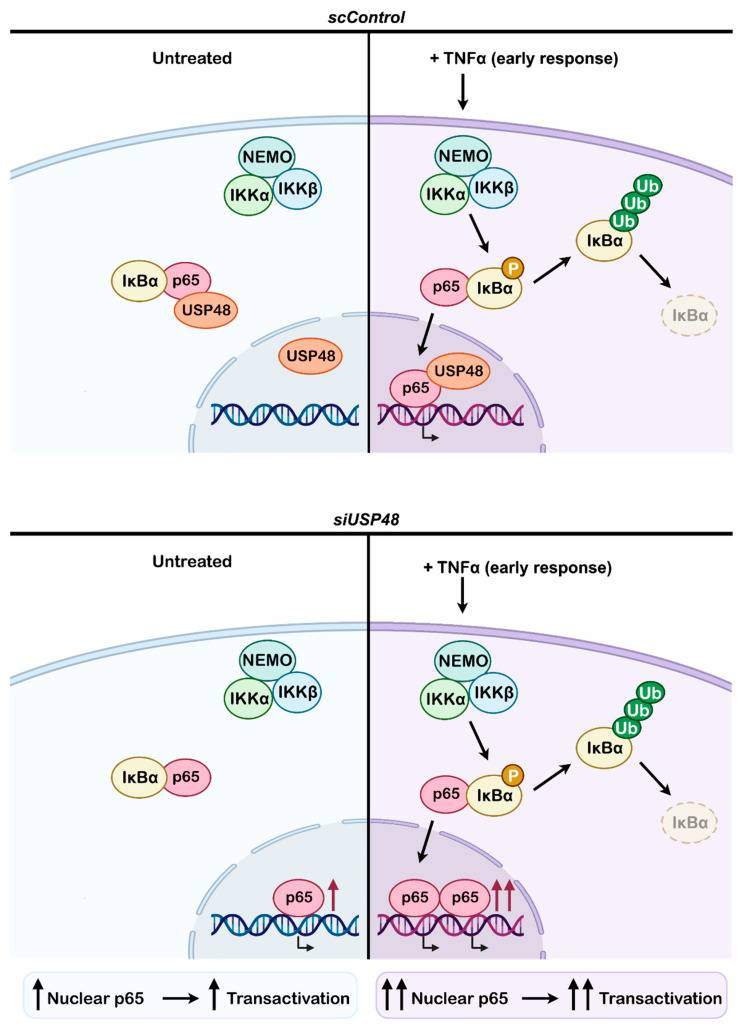 scControl
Untreated
+ TNFα (early response)
NEMO
IKKα
IKKβ
NEMO
IKKα
IKKβ
Ub
Ub
Ub
IκBα
P
IκBα
p65
USP48
p65
IκBα
IκBα
USP48
p65
USP48
siUSP48
Untreated
+ TNFα (early response)
NEMO
IKKα
IKKβ
NEMO
IKKα
IKKβ
Ub
Ub
Ub
IκBα
P
IκBα
p65
p65
IκBα
IκBα
p65
p65
p65
↑ Nuclear p65 → ↑ Transactivation
↑↑ Nuclear p65 → ↑↑ Transactivation